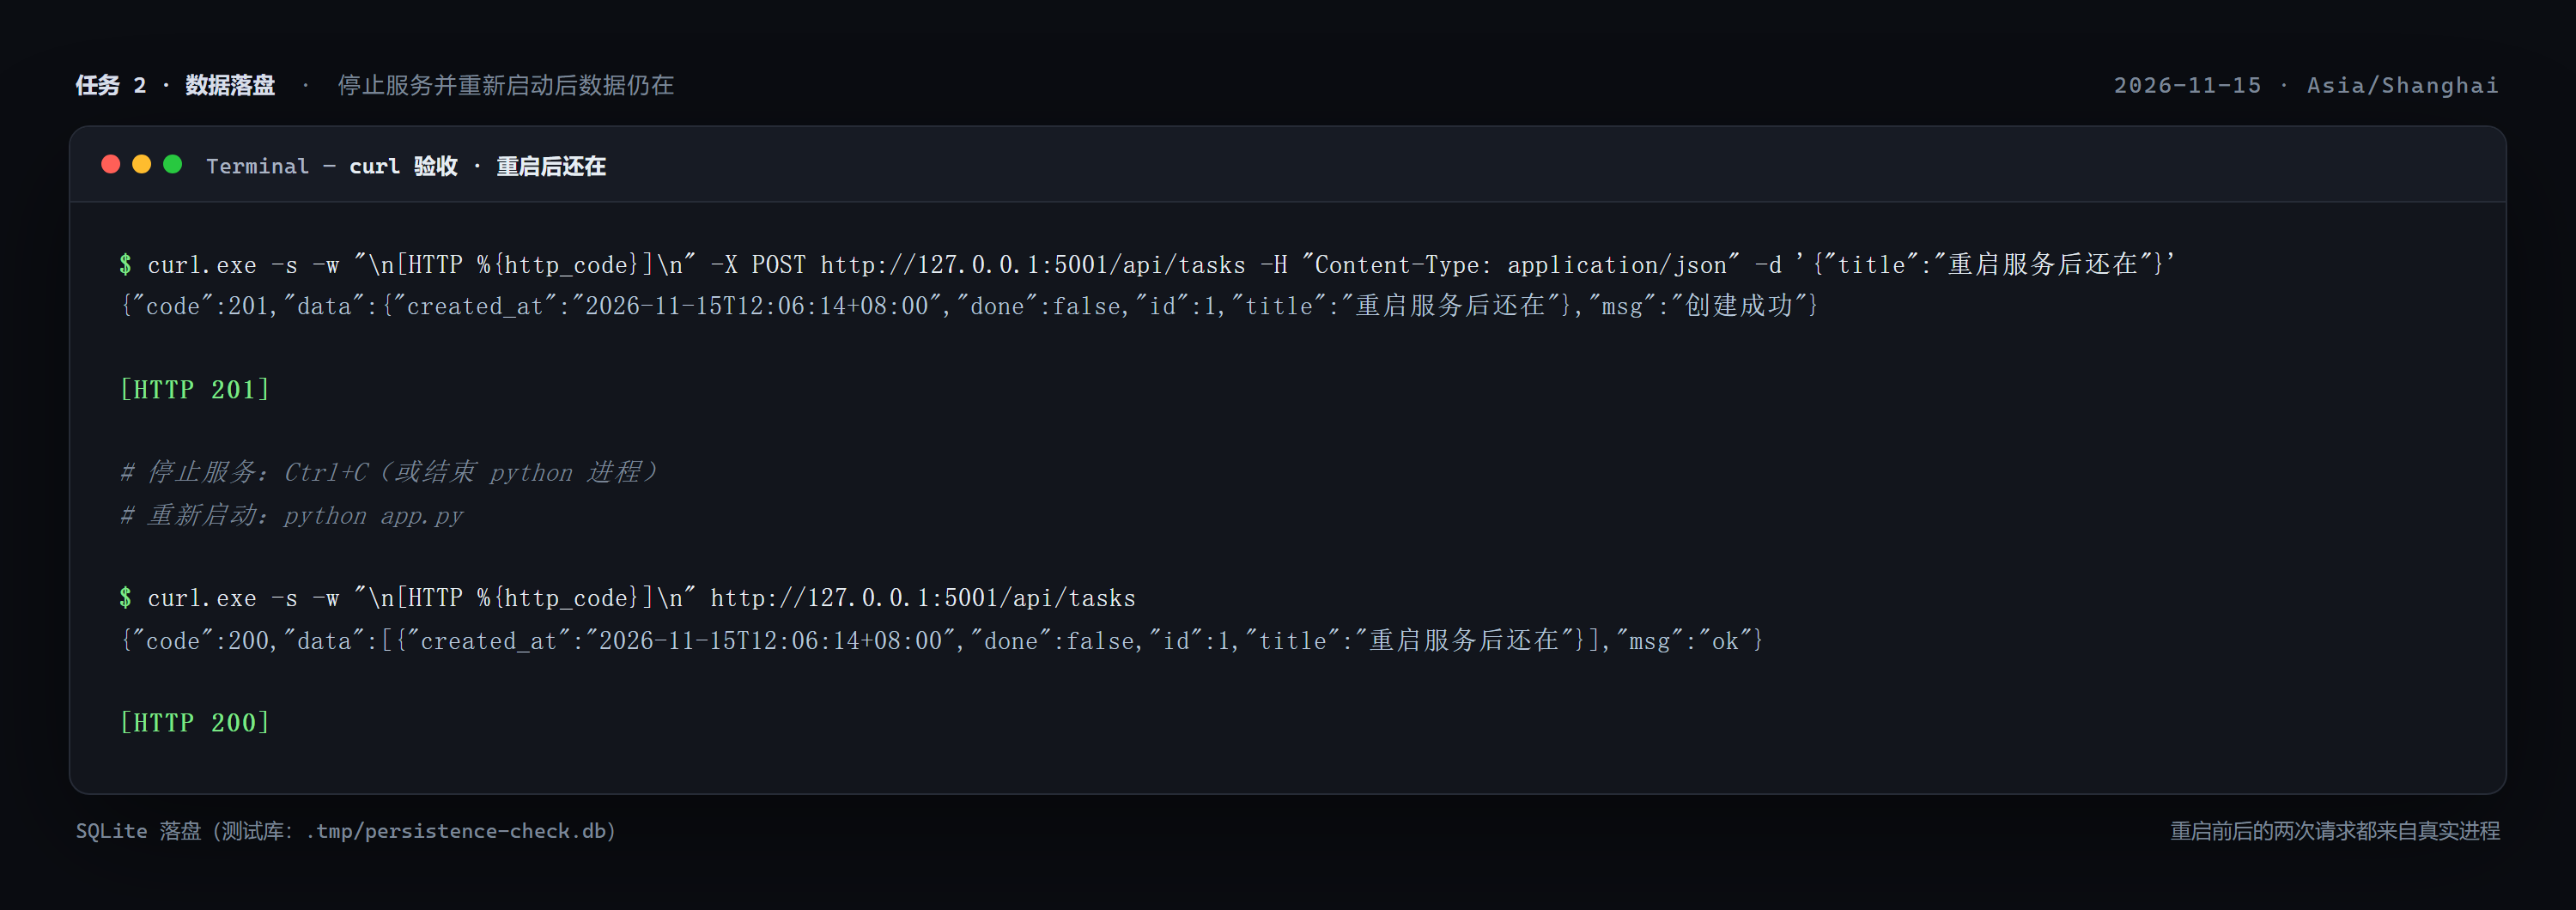 任务 2 · 数据落盘 · 停止服务并重新启动后数据仍在
2026-11-15 · Asia/Shanghai
Terminal — curl 验收 · 重启后还在
$ curl.exe -s -w "\n[HTTP %{http_code}]\n" -X POST http://127.0.0.1:5001/api/tasks -H "Content-Type: application/json" -d '{"title":"重启服务后还在"}'
{"code":201,"data":{"created_at":"2026-11-15T12:06:14+08:00","done":false,"id":1,"title":"重启服务后还在"},"msg":"创建成功"}
[HTTP 201]
# 停止服务：Ctrl+C（或结束 python 进程）
# 重新启动：python app.py
$ curl.exe -s -w "\n[HTTP %{http_code}]\n" http://127.0.0.1:5001/api/tasks
{"code":200,"data":[{"created_at":"2026-11-15T12:06:14+08:00","done":false,"id":1,"title":"重启服务后还在"}],"msg":"ok"}
[HTTP 200]
SQLite 落盘（测试库：.tmp/persistence-check.db）
重启前后的两次请求都来自真实进程